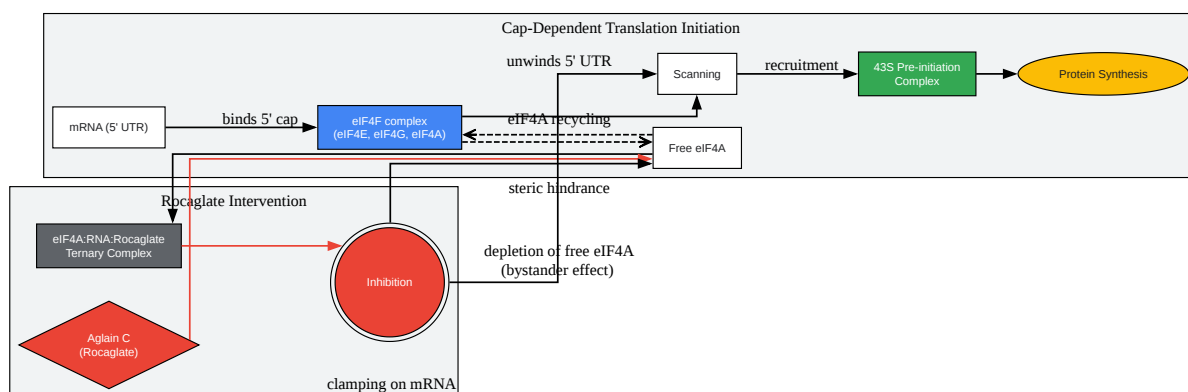 Cap-Dependent Translation Initiation
unwinds 5' UTR
Scanning
recruitment
43S Pre-initiation
Complex
Protein Synthesis
mRNA (5' UTR)
binds 5' cap
eIF4F complex
(eIF4E, eIF4G, eIF4A)
eIF4A recycling
Free eIF4A
steric hindrance
Rocaglate Intervention
eIF4A:RNA:Rocaglate
Ternary Complex
Inhibition
depletion of free eIF4A
(bystander effect)
Aglain C
(Rocaglate)
clamping on mRNA